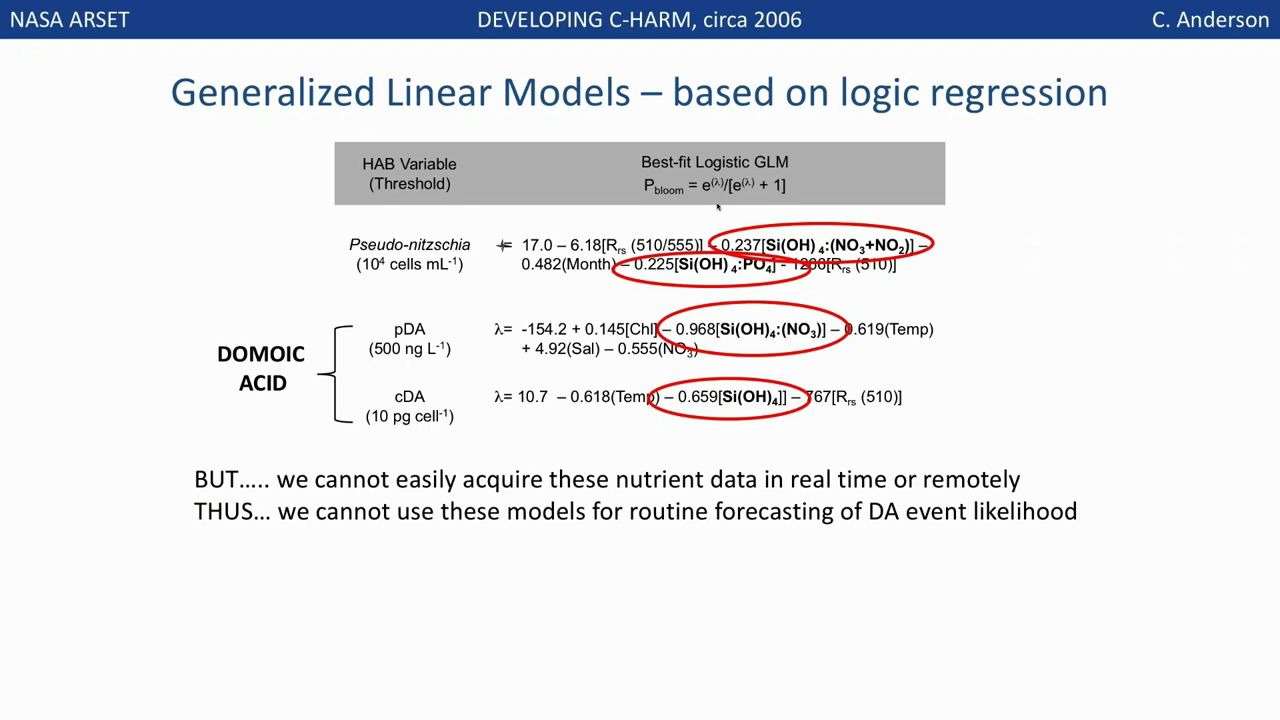 NASA ARSET
DEVELOPING C-HARM, circa 2006
C. Anderson
Generalized Linear Models – based on logic regression
HAB Variable
(Threshold)
Best-fit Logistic GLM
P_bloom = e^(λ)/[e^(λ) + 1]
Pseudo-nitzschia
(10⁴ cells mL⁻¹)
= 17.0 – 6.18[Rrs (510/555)] – 0.237[Si(OH)₄:(NO₃+NO₂)] –
0.482(Month) – 0.225[Si(OH)₄:PO₄] - 1266[Rrs (510)]
DOMOIC
ACID
pDA
(500 ng L⁻¹)
λ= -154.2 + 0.145[Chl] – 0.968[Si(OH)₄:(NO₃)] – 0.619(Temp)
+ 4.92(Sal) – 0.555(NO₃)
cDA
(10 pg cell⁻¹)
λ= 10.7 – 0.618(Temp) – 0.659[Si(OH)₄]] – 767[Rrs (510)]
BUT….. we cannot easily acquire these nutrient data in real time or remotely
THUS… we cannot use these models for routine forecasting of DA event likelihood